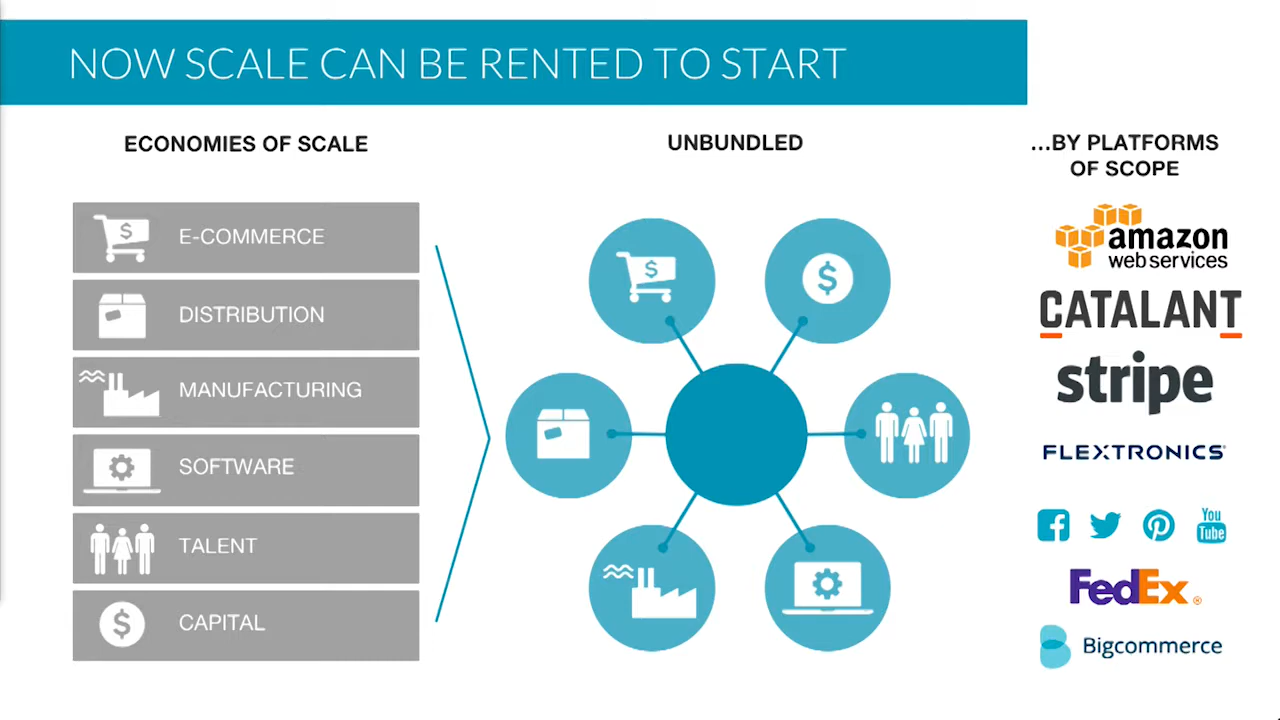 NOW SCALE CAN BE RENTED TO START
ECONOMIES OF SCALE
E-COMMERCE
DISTRIBUTION
MANUFACTURING
SOFTWARE
TALENT
CAPITAL
UNBUNDLED
...BY PLATFORMS
OF SCOPE
amazon
web services
CATALANT
stripe
FLEXTRONICS
You
Tube
FedEx®
Bigcommerce